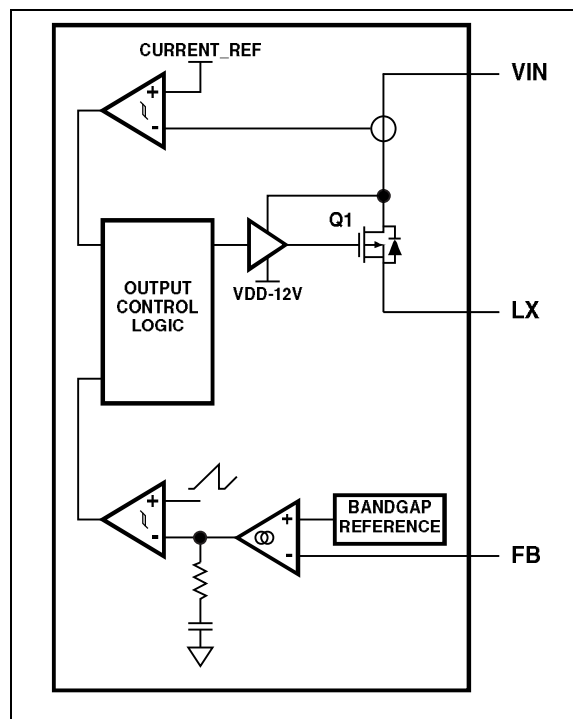 CURRENT_REF
VIN
+
-
Q1
OUTPUT
CONTROL
LOGIC
VDD-12V
LX
+
-
+
-
BANDGAP
REFERENCE
FB